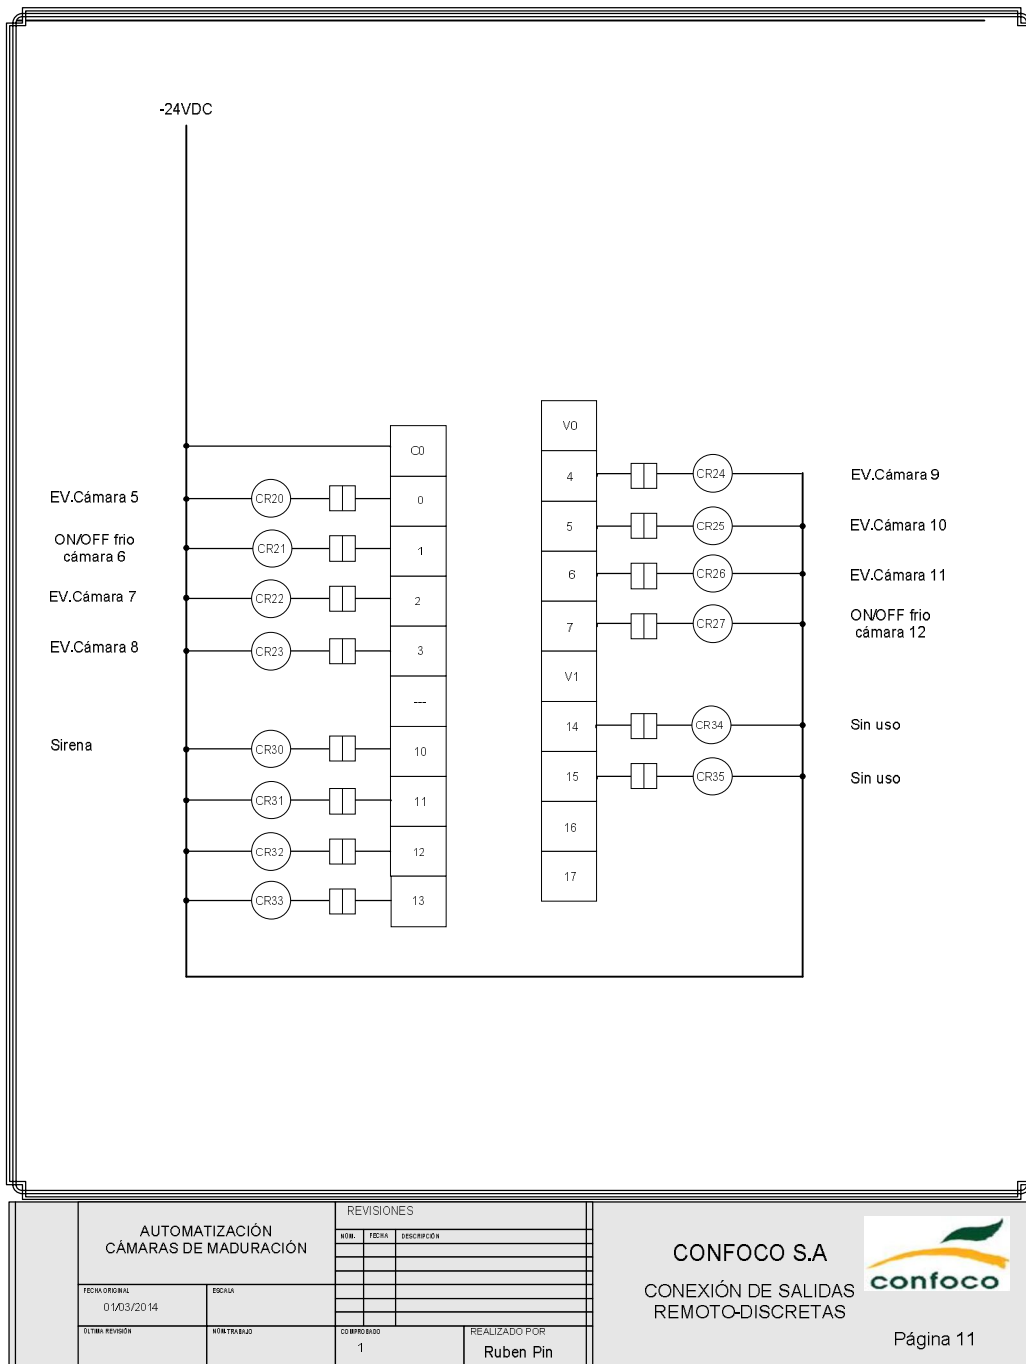 -24VDC
C0
EV.Cámara 5
CR20
0
ON/OFF frio
cámara 6
CR21
1
EV.Cámara 7
CR22
2
EV.Cámara 8
CR23
3
---
Sirena
CR30
10
CR31
11
CR32
12
CR33
13
V0
4
CR24
EV.Cámara 9
5
CR25
EV.Cámara 10
6
CR26
EV.Cámara 11
7
CR27
ON/OFF frio
cámara 12
V1
14
CR34
Sin uso
15
CR35
Sin uso
16
17
AUTOMATIZACIÓN
CÁMARAS DE MADURACIÓN
FECHA ORIGINAL
01/03/2014
ESCALA
ÚLTIMA REVISIÓN
NÚM.TRABAJO
REVISIONES
NÚM.
FECHA
DESCRIPCIÓN
COMPROBADO
1
REALIZADO POR
Ruben Pin
CONFOCO S.A
CONEXIÓN DE SALIDAS
REMOTO-DISCRETAS
confoco
Página 11